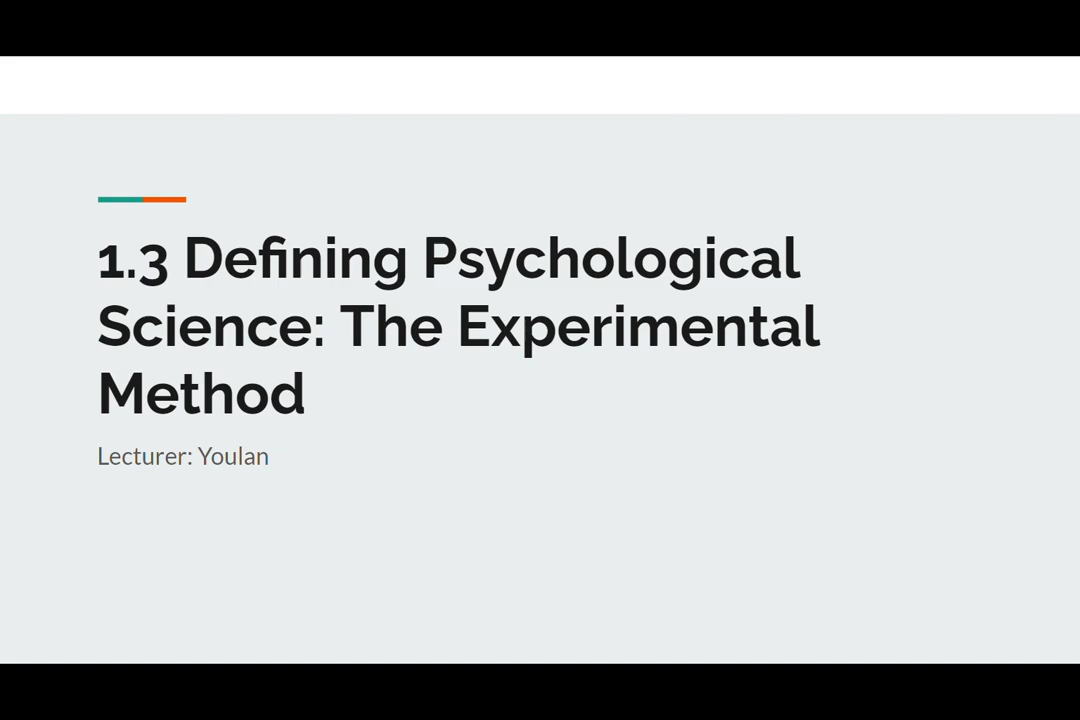 1.3 Defining Psychological
Science: The Experimental
Method
Lecturer: Youlan